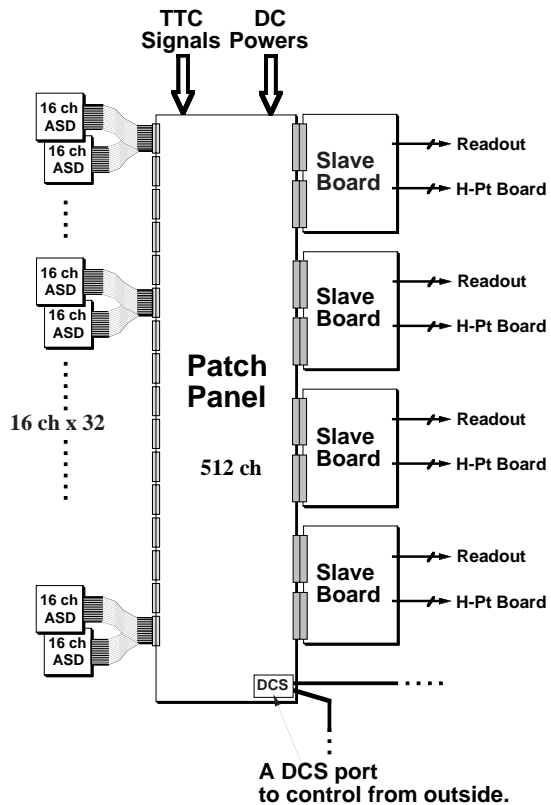 TTC
Signals
DC
Powers
16 ch
ASD
16 ch
ASD
16 ch
ASD
16 ch
ASD
16 ch x 32
16 ch
ASD
16 ch
ASD
Patch
Panel
512 ch
Slave
Board
Readout
H-Pt Board
Slave
Board
Readout
H-Pt Board
Slave
Board
Readout
H-Pt Board
Slave
Board
Readout
H-Pt Board
DCS
A DCS port
to control from outside.